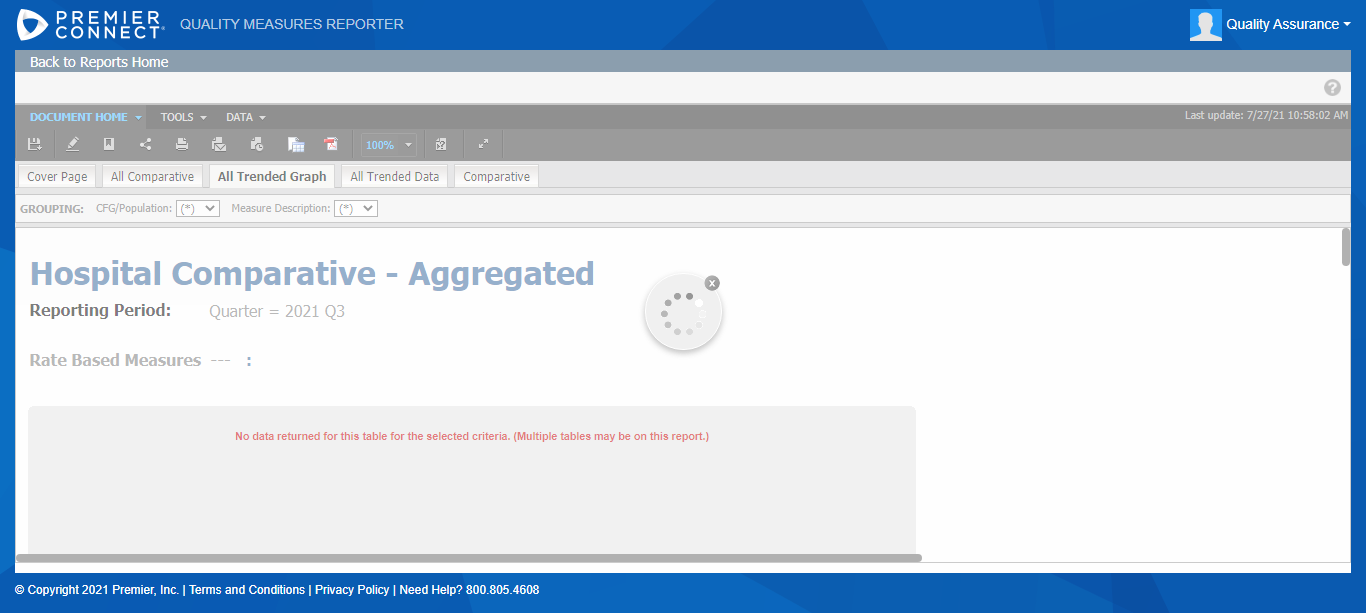 PREMIER CONNECT® QUALITY MEASURES REPORTER Quality Assurance
Back to Reports Home
?
DOCUMENT HOME TOOLS DATA Last update: 7/27/21 10:58:02 AM
100%
Cover Page All Comparative All Trended Graph All Trended Data Comparative
GROUPING: CFG/Population: (*) Measure Description: (*)
Hospital Comparative - Aggregated
x
Reporting Period: Quarter = 2021 Q3
Rate Based Measures --- :
No data returned for this table for the selected criteria. (Multiple tables may be on this report.)
© Copyright 2021 Premier, Inc. | Terms and Conditions | Privacy Policy | Need Help? 800.805.4608